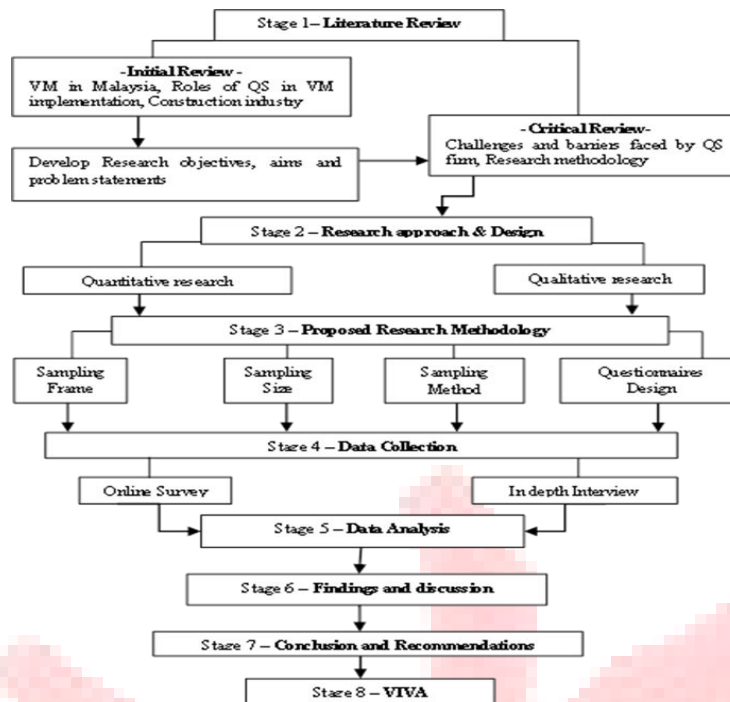 Stage 1– Literature Review
-Initial Review -
VM in Malaysia, Roles of QS in VM
implementation, Construction industry
Develop Research objectives, aims and
problem statements
- Critical Review-
Challenges and barriers faced by QS
firm, Research methodology
Stage 2 – Research approach & Design
Quantitative research
Qualitative research
Stage 3 – Proposed Research Methodology
Sampling
Frame
Sampling
Size
Sampling
Method
Questionnaires
Design
Stage 4 – Data Collection
Online Survey
In depth Interview
Stage 5 – Data Analysis
Stage 6 – Findings and discussion
Stage 7 – Conclusion and Recommendations
Stage 8 – VIVA